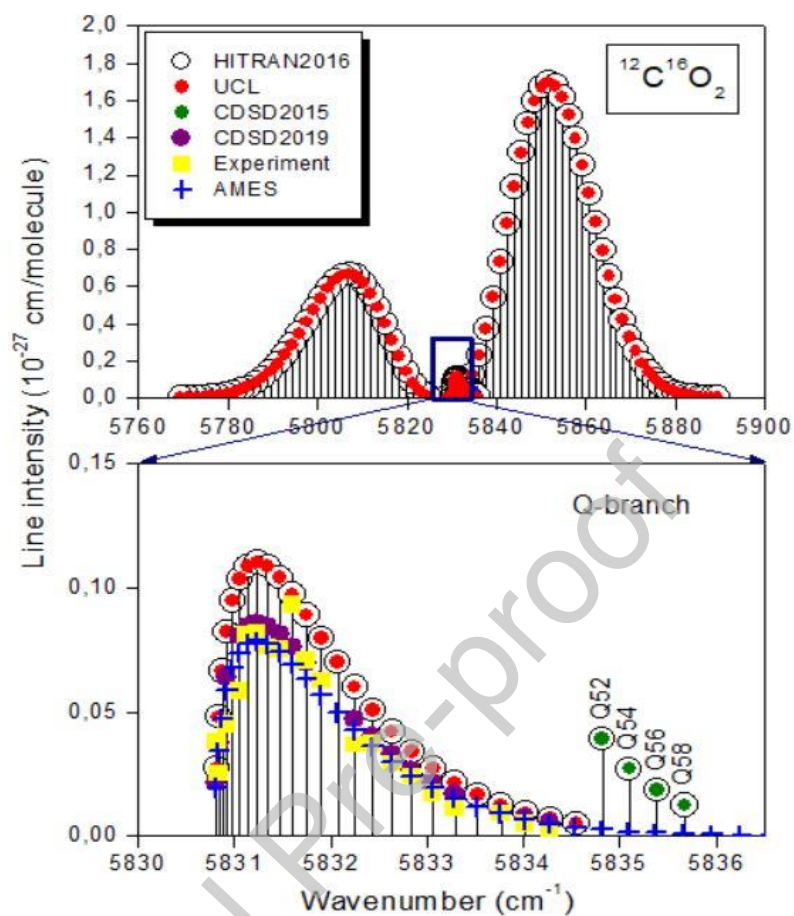 2,0
1,8
1,6
1,4
1,2
1,0
0,8
0,6
0,4
0,2
0,0
HITRAN2016
UCL
CDSD2015
CDSD2019
Experiment
AMES
¹²C¹⁶O₂
5760 5780 5800 5820 5840 5860 5880 5900
Line intensity (10⁻²⁷ cm/molecule)
0,15
0,10
0,05
0,00
Q-branch
Q52
Q54
Q56
Q58
5830 5831 5832 5833 5834 5835 5836
Wavenumber (cm⁻¹)
l Pre-proof